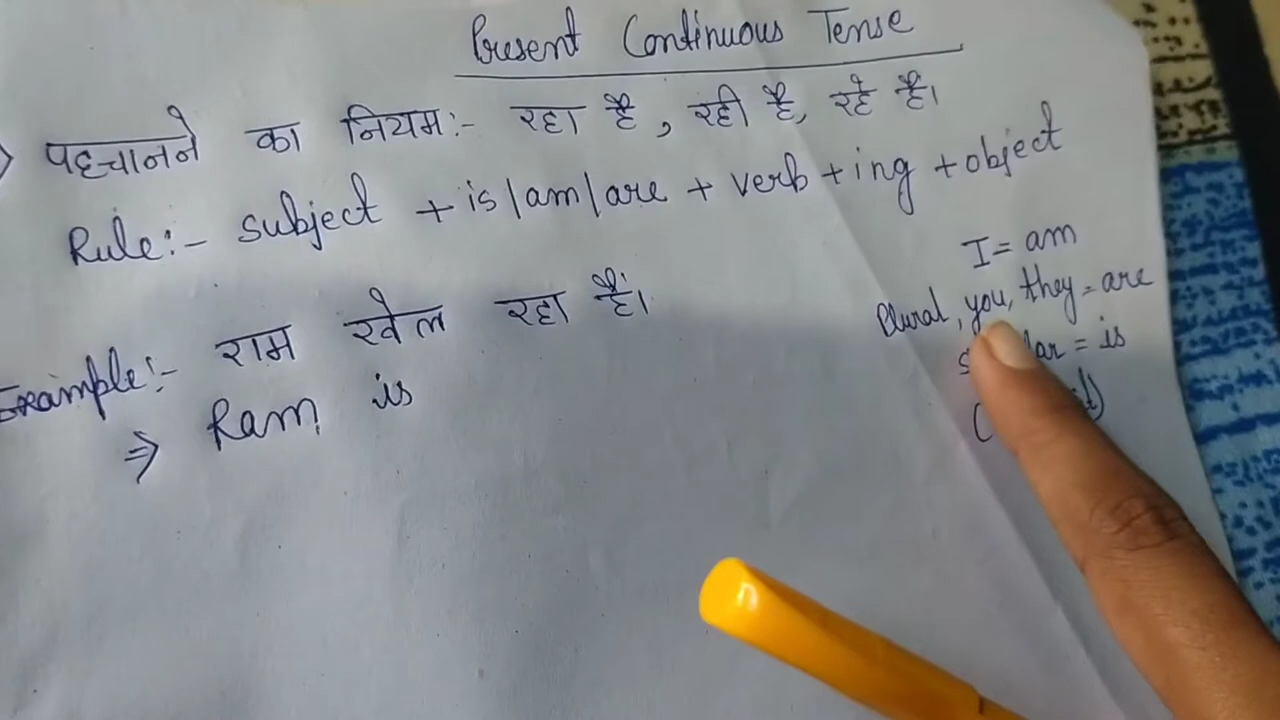 Present Continuous Tense
पहचानने का नियम:- रहा है, रही है, रहे है।
Rule:- subject + is/am/are + verb + ing + object
I = am
Plural, you, they = are
= is
Example:- राम खेल रहा है।
⇒ Ram is